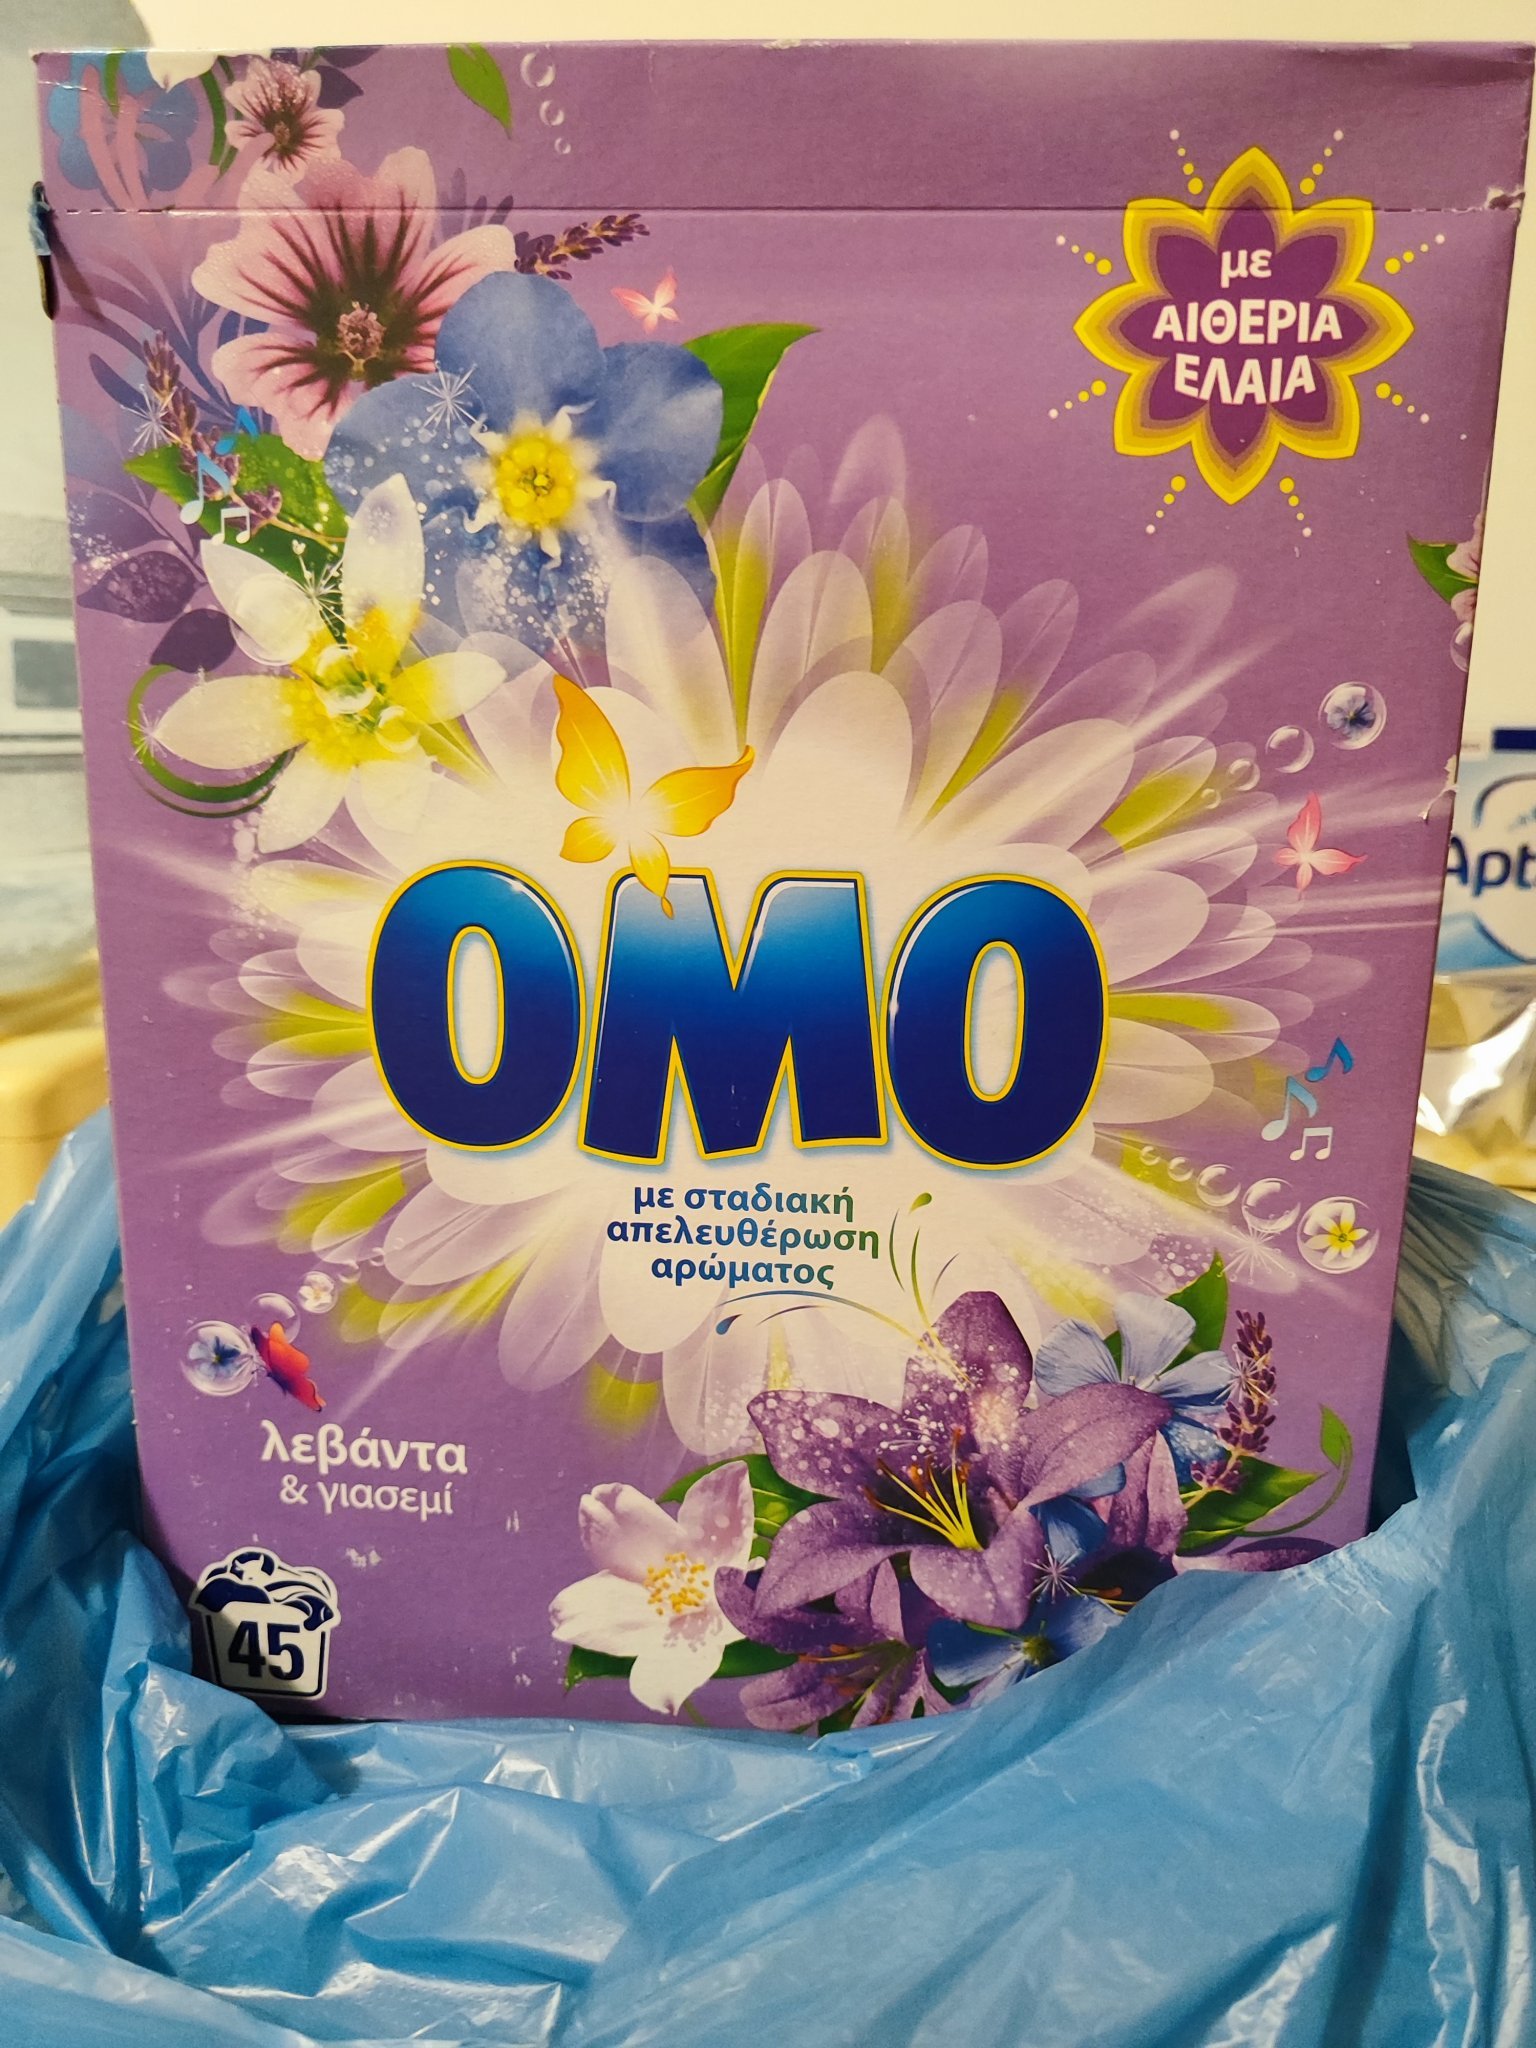 με
ΑΙΘΕΡΙΑ
ΕΛΑΙΑ
OMO
με σταδιακή
απελευθέρωση
αρώματος
λεβάντα
& γιασεμί
45